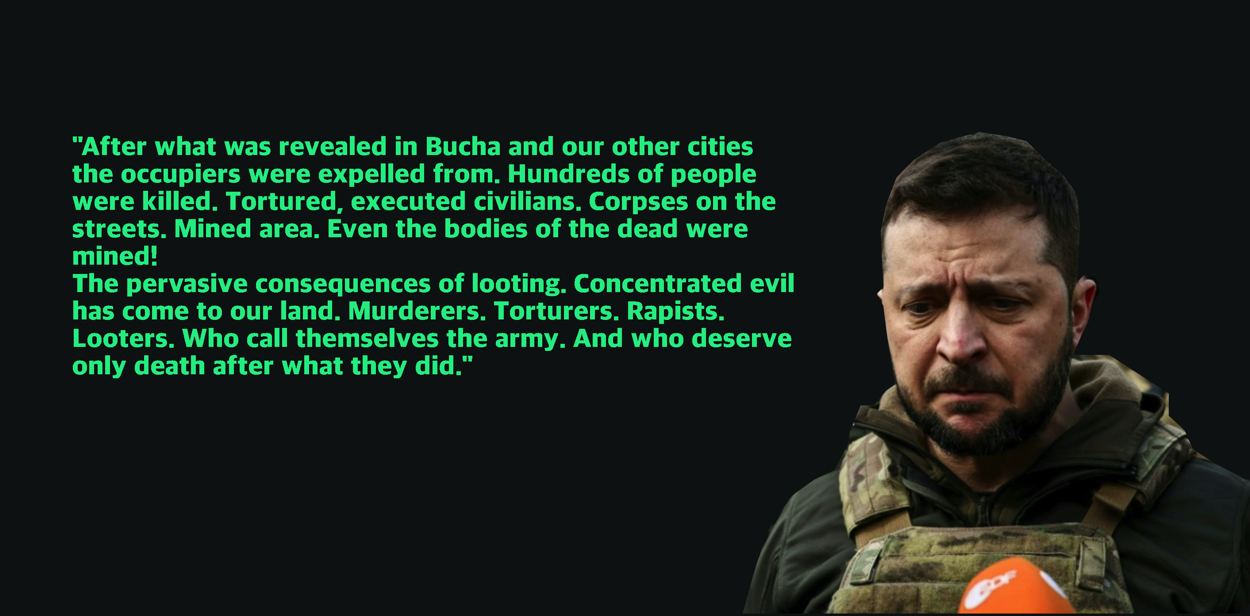 "After what was revealed in Bucha and our other cities
the occupiers were expelled from. Hundreds of people
were killed. Tortured, executed civilians. Corpses on the
streets. Mined area. Even the bodies of the dead were
mined!
The pervasive consequences of looting. Concentrated evil
has come to our land. Murderers. Torturers. Rapists.
Looters. Who call themselves the army. And who deserve
only death after what they did."
ZDF